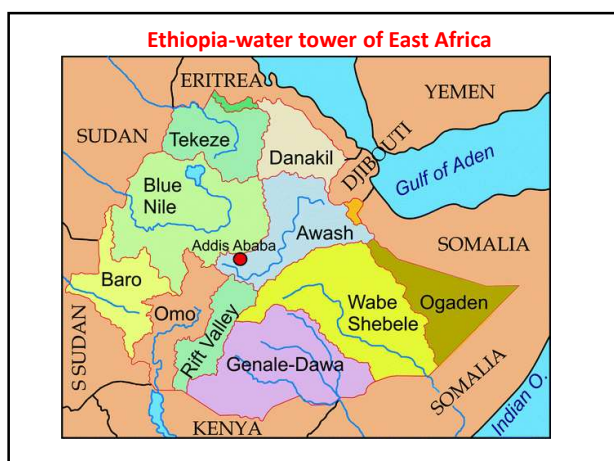 Ethiopia-water tower of East Africa
ERITREA
YEMEN
SUDAN
Tekeze
Danakil
DJIBOUTI
Gulf of Aden
Blue
Nile
Awash
Addis Ababa
SOMALIA
Baro
Omo
Wabe
Shebele
Ogaden
S SUDAN
Rift Valley
Genale-Dawa
SOMALIA
KENYA
Indian O.